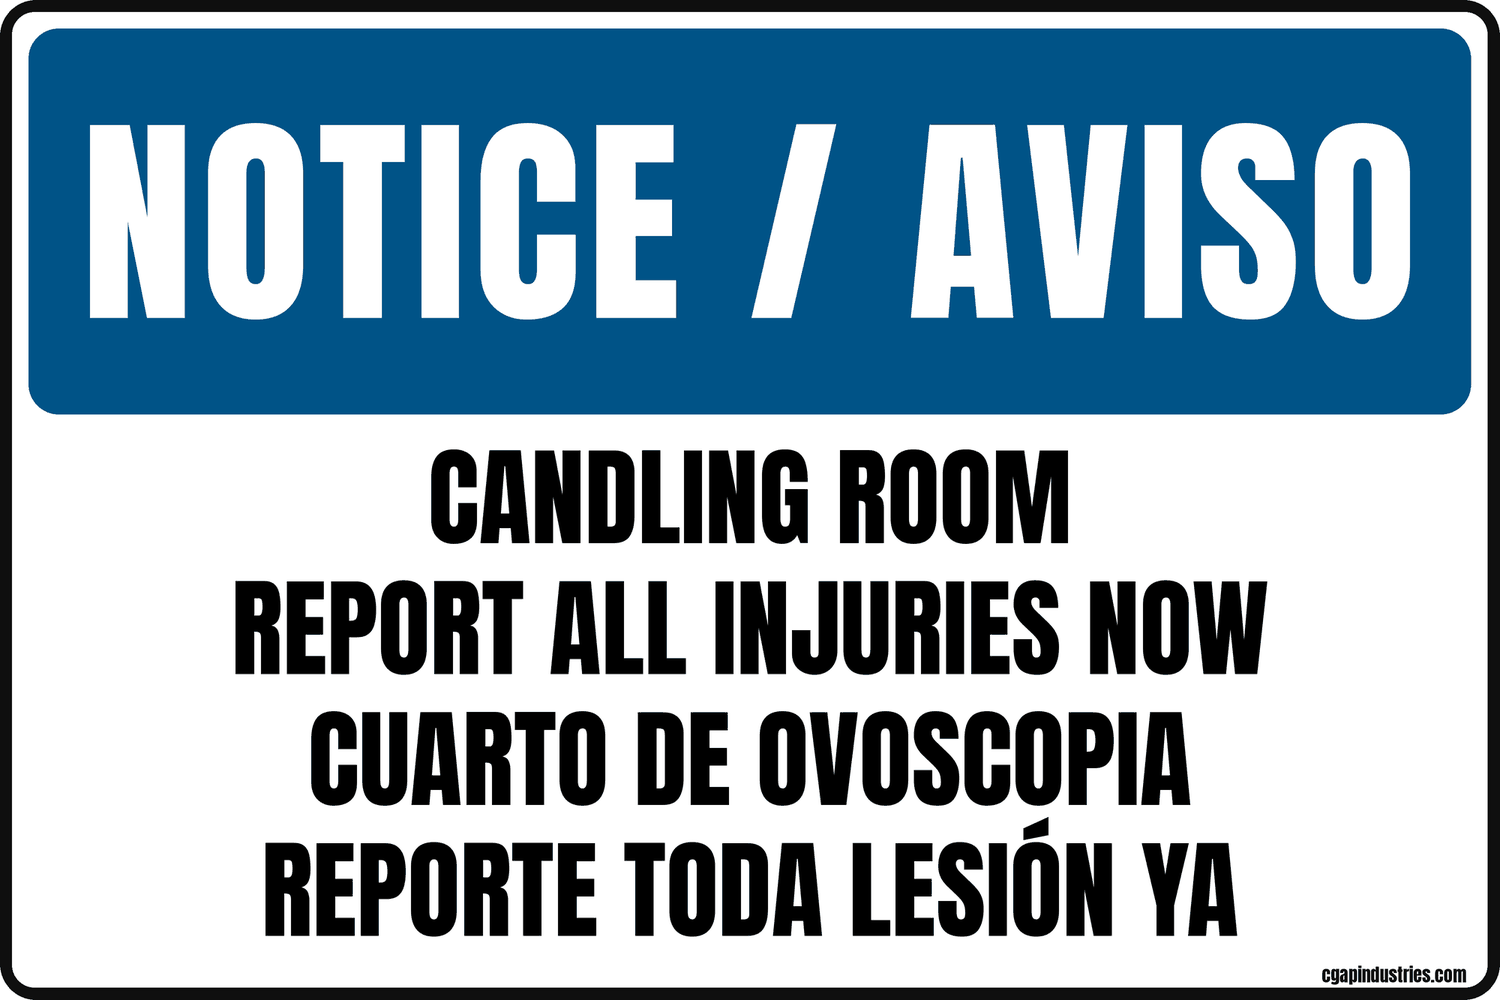 NOTICE / AVISO
CANDLING ROOM
REPORT ALL INJURIES NOW
CUARTO DE OVOSCOPIA
REPORTE TODA LESIÓN YA
cgapindustries.com